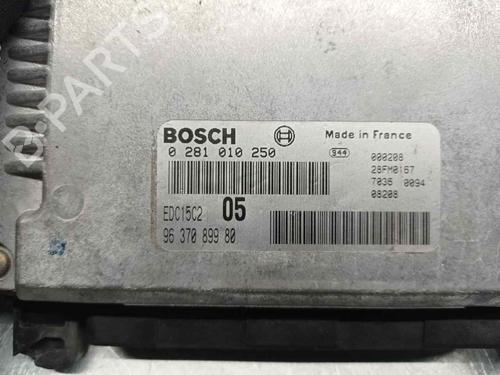 B-PARTS
BOSCH
Made in France
0 281 010 250
S44
000208
28FM0167
7036 0094
08208
EDC15C2 05
96 370 899 80